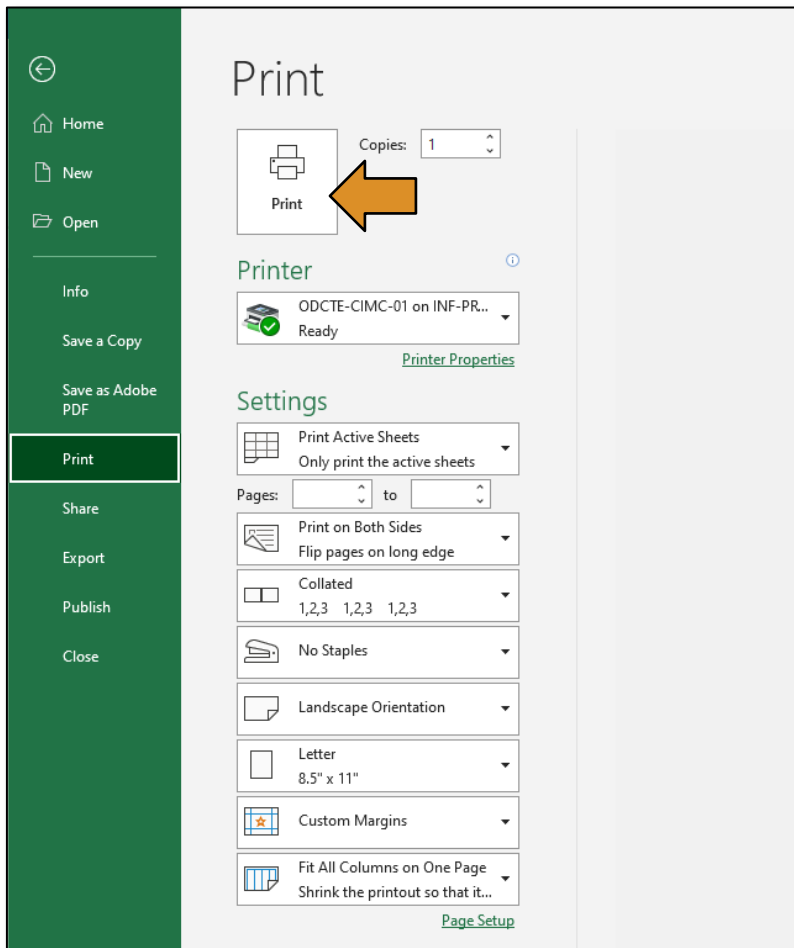 Home
New
Open
Info
Save a Copy
Save as Adobe
PDF
Print
Share
Export
Publish
Close
Print
Print
Copies: 1
Printer
ODCTE-CIMC-01 on INF-PR...
Ready
Printer Properties
Settings
Print Active Sheets
Only print the active sheets
Pages: to
Print on Both Sides
Flip pages on long edge
Collated
1,2,3 1,2,3 1,2,3
No Staples
Landscape Orientation
Letter
8.5" x 11"
Custom Margins
Fit All Columns on One Page
Shrink the printout so that it...
Page Setup